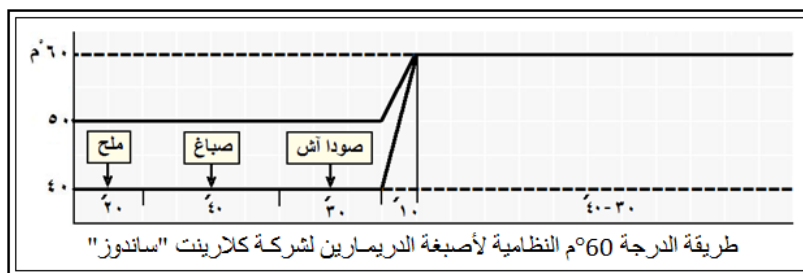 ٦٠°م
٥٠
ملح صباغ صودا آش
٤٠
٢٠َ ٤٠َ ٣٠َ ١٠َ ٣٠-٤٠َ
طريقة الدرجة 60°م النظامية لأصبغة الدريمارين لشركة كلارينت "ساندوز"